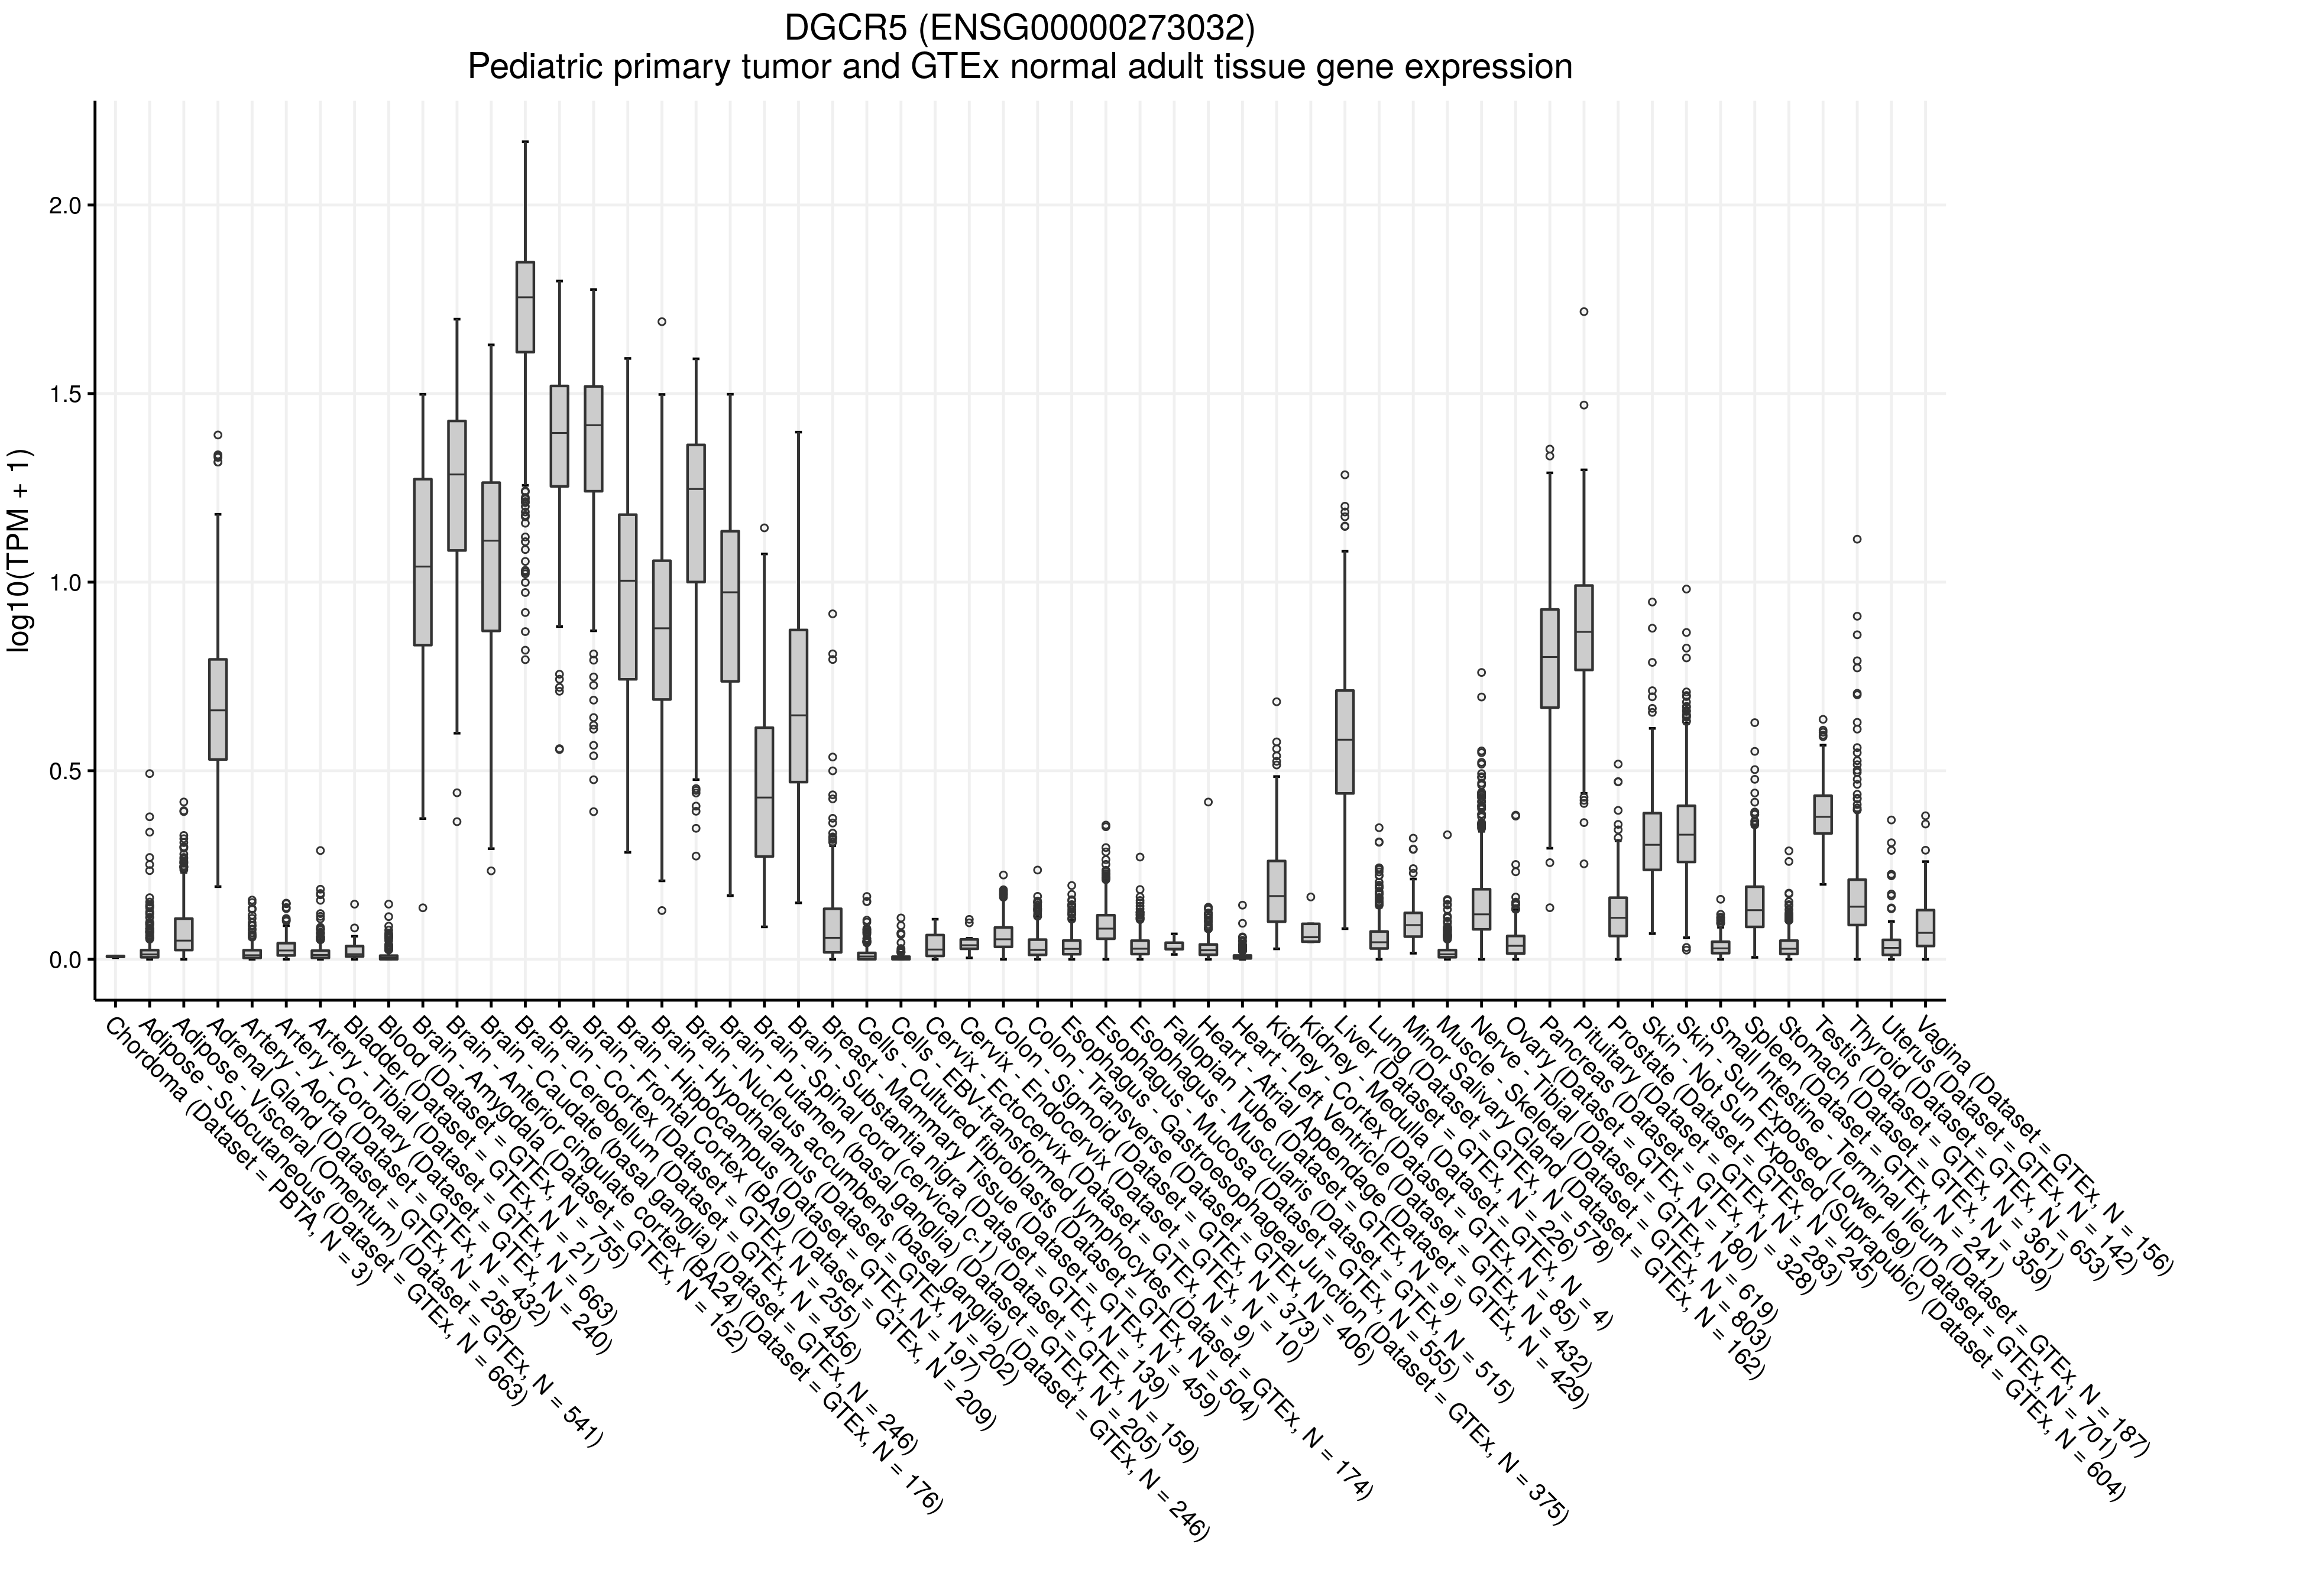 DGCR5 (ENSG00000273032)
Pediatric primary tumor and GTEx normal adult tissue gene expression
log10(TPM + 1)
2.0
1.5
1.0
0.5
0.0
Chordoma (Dataset = PBTA, N = 3)
Adipose - Subcutaneous (Dataset = GTEx, N = 663)
Adipose - Visceral (Omentum) (Dataset = GTEx, N = 541)
Adrenal Gland (Dataset = GTEx, N = 258)
Artery - Aorta (Dataset = GTEx, N = 432)
Artery - Coronary (Dataset = GTEx, N = 240)
Artery - Tibial (Dataset = GTEx, N = 663)
Bladder (Dataset = GTEx, N = 21)
Blood (Dataset = GTEx, N = 755)
Brain - Amygdala (Dataset = GTEx, N = 152)
Brain - Anterior cingulate cortex (BA24) (Dataset = GTEx, N = 176)
Brain - Caudate (basal ganglia) (Dataset = GTEx, N = 246)
Brain - Cerebellum (Dataset = GTEx, N = 456)
Brain - Cortex (Dataset = GTEx, N = 255)
Brain - Frontal Cortex (BA9) (Dataset = GTEx, N = 209)
Brain - Hippocampus (Dataset = GTEx, N = 197)
Brain - Hypothalamus (Dataset = GTEx, N = 202)
Brain - Nucleus accumbens (basal ganglia) (Dataset = GTEx, N = 246)
Brain - Putamen (basal ganglia) (Dataset = GTEx, N = 205)
Brain - Spinal cord (cervical c-1) (Dataset = GTEx, N = 159)
Brain - Substantia nigra (Dataset = GTEx, N = 139)
Breast - Mammary Tissue (Dataset = GTEx, N = 459)
Cells - Cultured fibroblasts (Dataset = GTEx, N = 504)
Cells - EBV-transformed lymphocytes (Dataset = GTEx, N = 174)
Cervix - Ectocervix (Dataset = GTEx, N = 9)
Cervix - Endocervix (Dataset = GTEx, N = 10)
Colon - Sigmoid (Dataset = GTEx, N = 373)
Colon - Transverse (Dataset = GTEx, N = 406)
Esophagus - Gastroesophageal Junction (Dataset = GTEx, N = 375)
Esophagus - Mucosa (Dataset = GTEx, N = 555)
Esophagus - Muscularis (Dataset = GTEx, N = 515)
Fallopian Tube (Dataset = GTEx, N = 9)
Heart - Atrial Appendage (Dataset = GTEx, N = 429)
Heart - Left Ventricle (Dataset = GTEx, N = 432)
Kidney - Cortex (Dataset = GTEx, N = 85)
Kidney - Medulla (Dataset = GTEx, N = 4)
Liver (Dataset = GTEx, N = 226)
Lung (Dataset = GTEx, N = 578)
Minor Salivary Gland (Dataset = GTEx, N = 162)
Muscle - Skeletal (Dataset = GTEx, N = 803)
Nerve - Tibial (Dataset = GTEx, N = 619)
Ovary (Dataset = GTEx, N = 180)
Pancreas (Dataset = GTEx, N = 328)
Pituitary (Dataset = GTEx, N = 283)
Prostate (Dataset = GTEx, N = 245)
Skin - Not Sun Exposed (Suprapubic) (Dataset = GTEx, N = 604)
Skin - Sun Exposed (Lower leg) (Dataset = GTEx, N = 701)
Small Intestine - Terminal Ileum (Dataset = GTEx, N = 187)
Spleen (Dataset = GTEx, N = 241)
Stomach (Dataset = GTEx, N = 359)
Testis (Dataset = GTEx, N = 361)
Thyroid (Dataset = GTEx, N = 653)
Uterus (Dataset = GTEx, N = 142)
Vagina (Dataset = GTEx, N = 156)